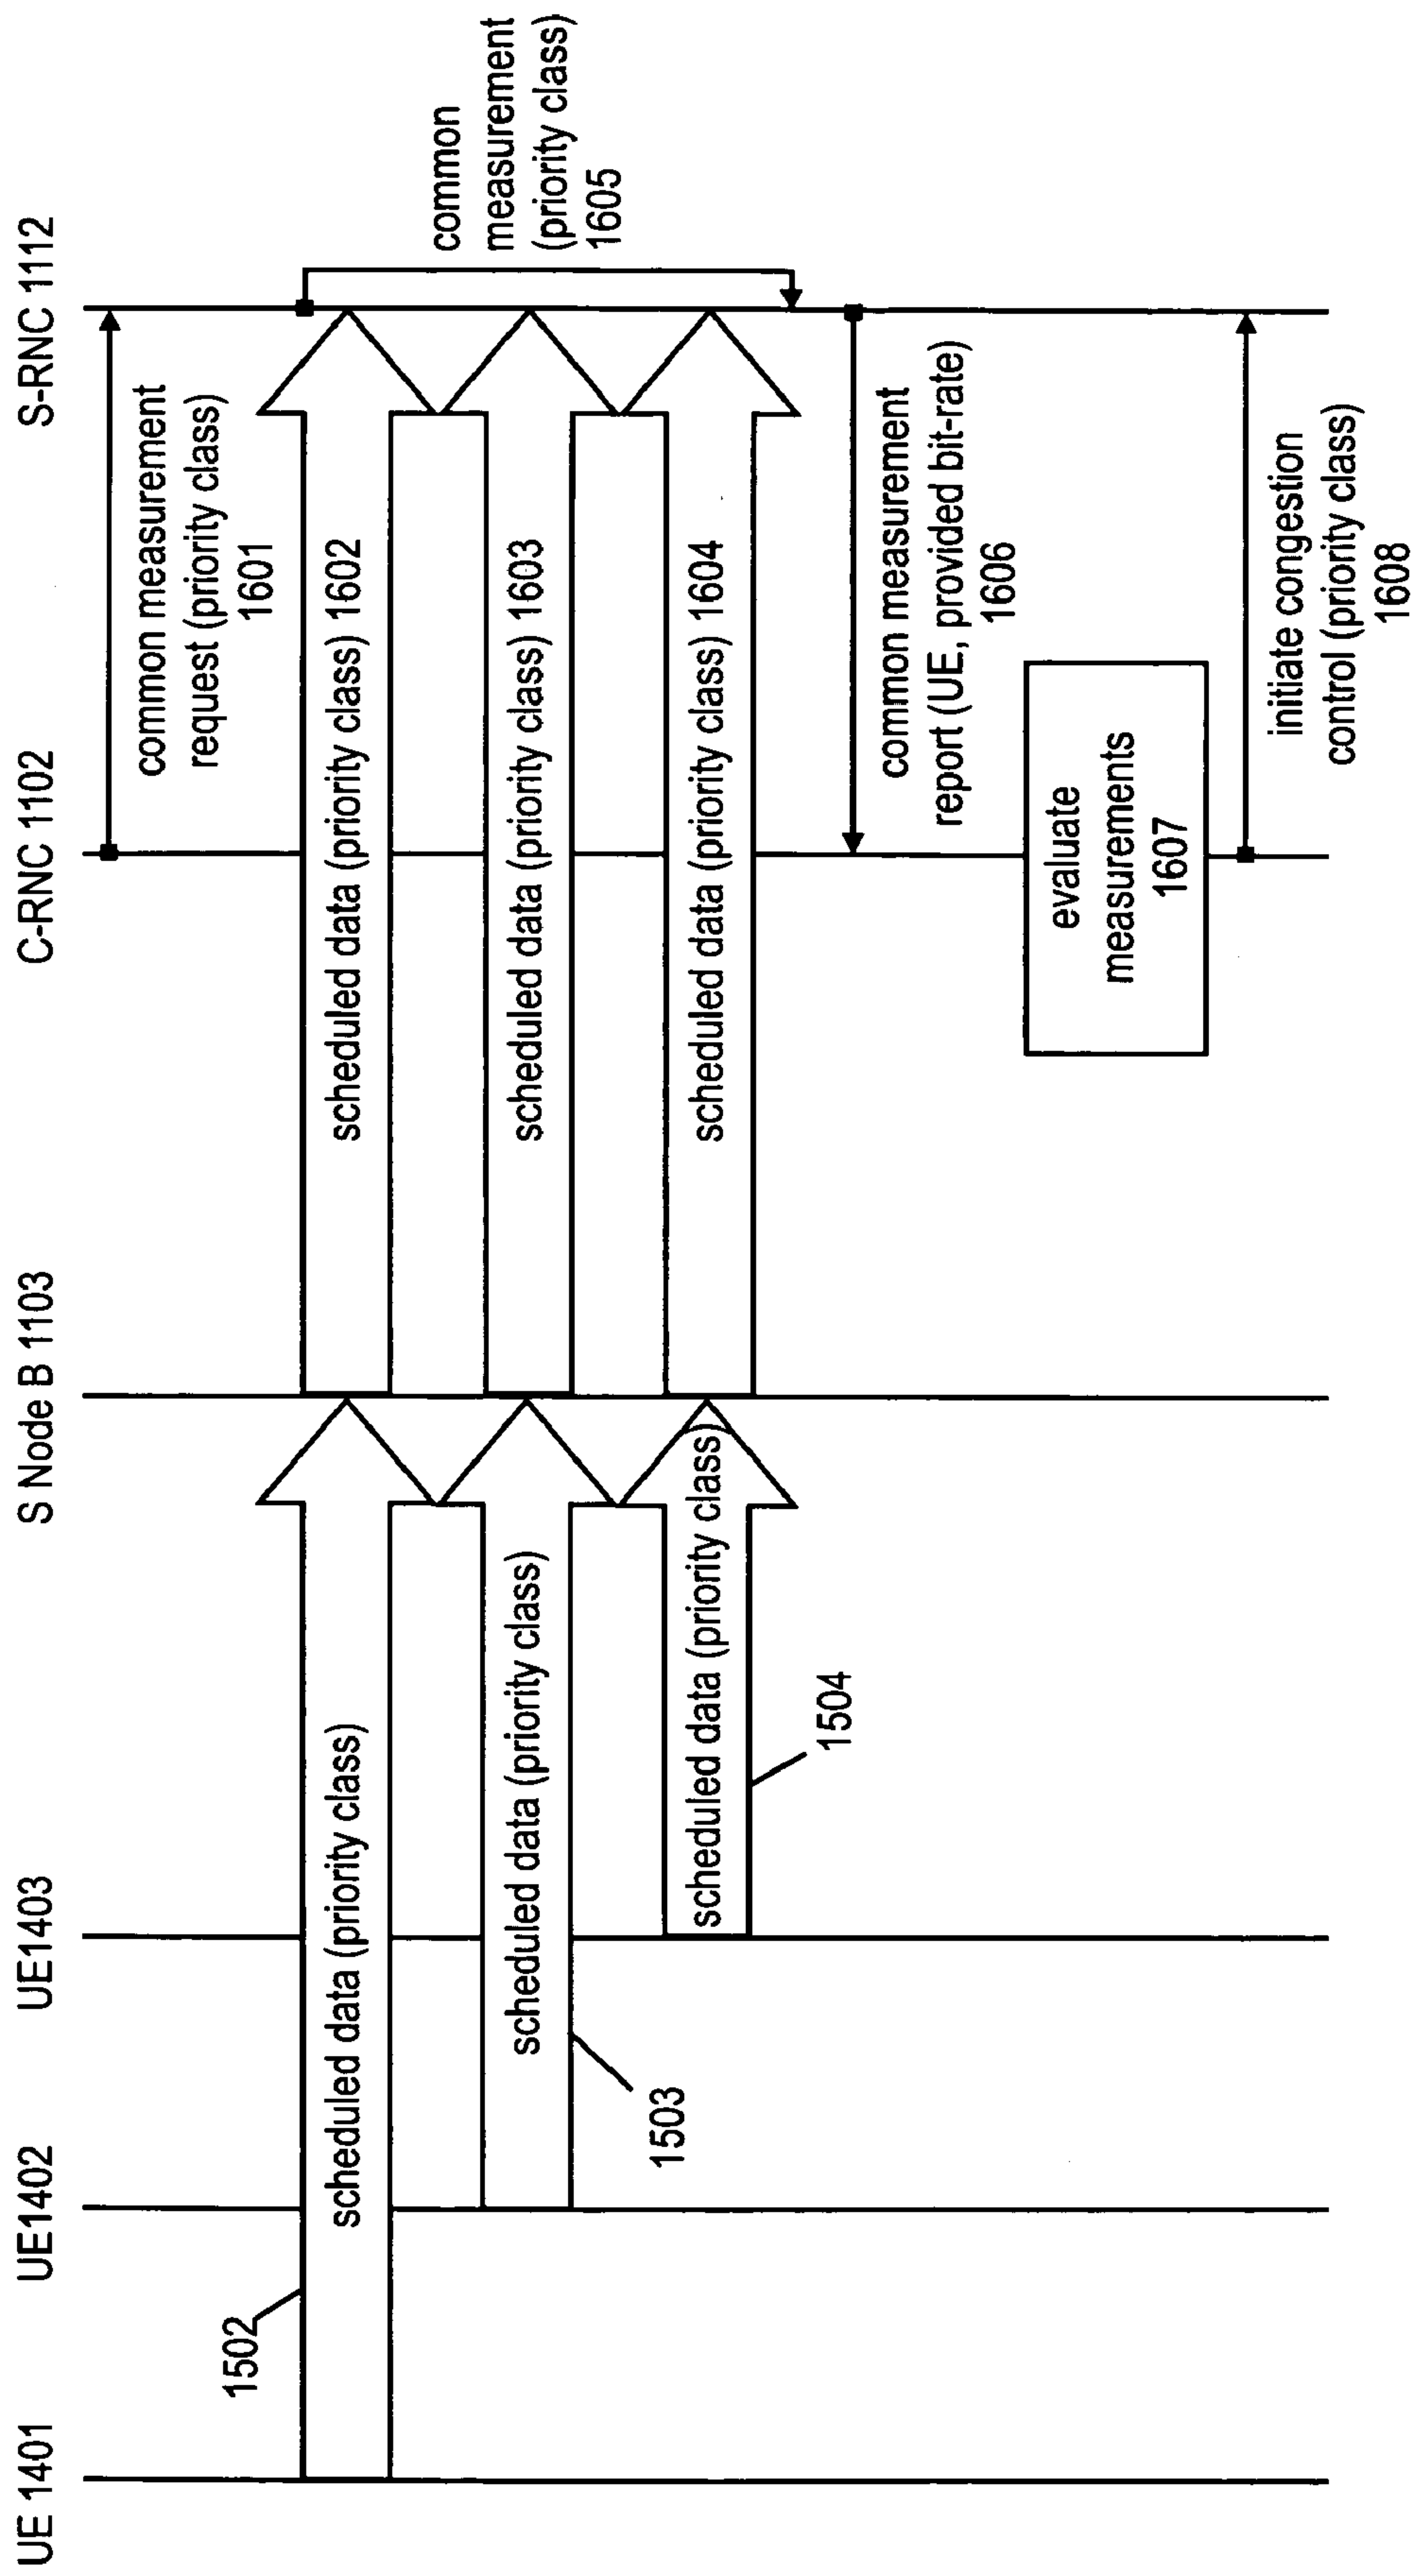 UE 1401
UE1402
UE1403
S Node B 1103
C-RNC 1102
S-RNC 1112
common measurement
request (priority class)
1601
1502
scheduled data (priority class)
scheduled data (priority class) 1602
common
measurement
(priority class)
1605
scheduled data (priority class)
1503
scheduled data (priority class) 1603
scheduled data (priority class)
1504
scheduled data (priority class) 1604
common measurement
report (UE, provided bit-rate)
1606
evaluate
measurements
1607
initiate congestion
control (priority class)
1608